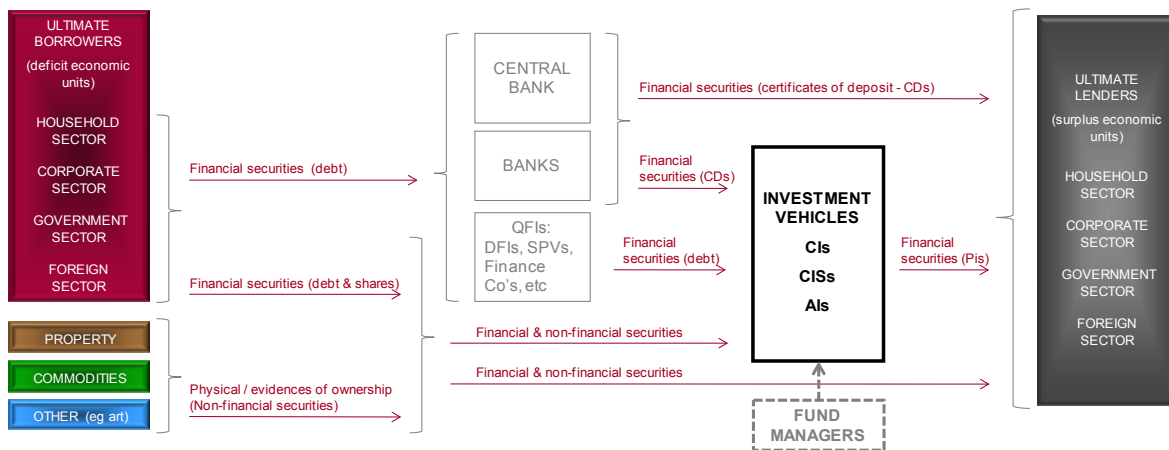 ULTIMATE
BORROWERS
(deficit economic
units)
HOUSEHOLD
SECTOR
CORPORATE
SECTOR
GOVERNMENT
SECTOR
FOREIGN
SECTOR
PROPERTY
COMMODITIES
OTHER (eg art)
Financial securities (debt)
Financial securities (debt & shares)
Physical / evidences of ownership
(Non-financial securities)
CENTRAL
BANK
BANKS
QFIs:
DFIs, SPVs,
Finance
Co's, etc
Financial securities (certificates of deposit - CDs)
Financial
securities (CDs)
Financial
securities (debt)
Financial & non-financial securities
Financial & non-financial securities
INVESTMENT
VEHICLES
CIs
CISs
AIs
FUND
MANAGERS
Financial
securities (Pis)
ULTIMATE
LENDERS
(surplus economic
units)
HOUSEHOLD
SECTOR
CORPORATE
SECTOR
GOVERNMENT
SECTOR
FOREIGN
SECTOR